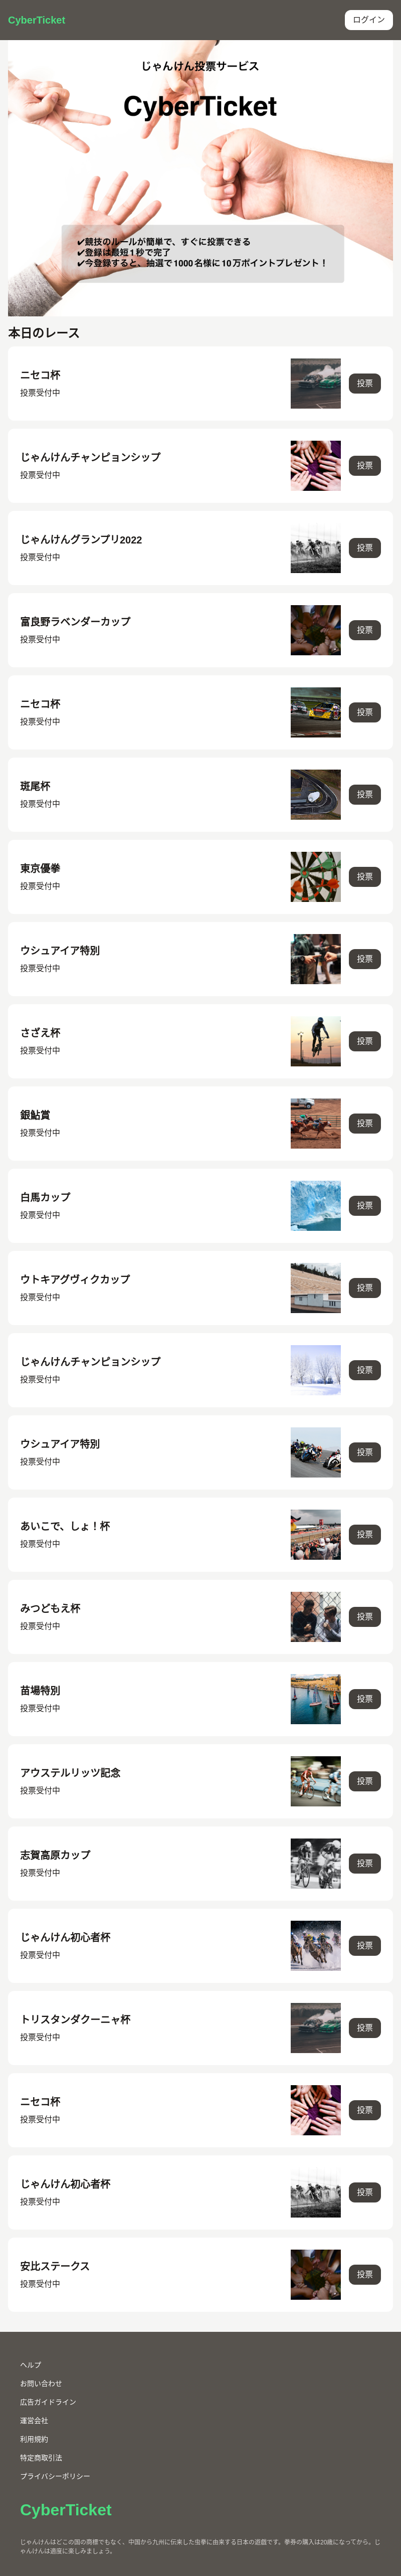 CyberTicket
ログイン
じゃんけん投票サービス
CyberTicket
✔競技のルールが簡単で、すぐに投票できる
✔登録は最短1秒で完了
✔今登録すると、抽選で1000名様に10万ポイントプレゼント！
本日のレース
ニセコ杯
投票受付中
投票
じゃんけんチャンピョンシップ
投票受付中
投票
じゃんけんグランプリ2022
投票受付中
投票
富良野ラベンダーカップ
投票受付中
投票
ニセコ杯
投票受付中
投票
斑尾杯
投票受付中
投票
東京優拳
投票受付中
投票
ウシュアイア特別
投票受付中
投票
さざえ杯
投票受付中
投票
銀鮎賞
投票受付中
投票
白馬カップ
投票受付中
投票
ウトキアグヴィクカップ
投票受付中
投票
じゃんけんチャンピョンシップ
投票受付中
投票
ウシュアイア特別
投票受付中
投票
あいこで、しょ！杯
投票受付中
投票
みつどもえ杯
投票受付中
投票
苗場特別
投票受付中
投票
アウステルリッツ記念
投票受付中
投票
志賀高原カップ
投票受付中
投票
じゃんけん初心者杯
投票受付中
投票
トリスタンダクーニャ杯
投票受付中
投票
ニセコ杯
投票受付中
投票
じゃんけん初心者杯
投票受付中
投票
安比ステークス
投票受付中
投票
ヘルプ
お問い合わせ
広告ガイドライン
運営会社
利用規約
特定商取引法
プライバシーポリシー
CyberTicket
じゃんけんはどこの国の商標でもなく、中国から九州に伝来した虫拳に由来する日本の遊戯です。拳券の購入は20歳になってから。じ
ゃんけんは適度に楽しみましょう。